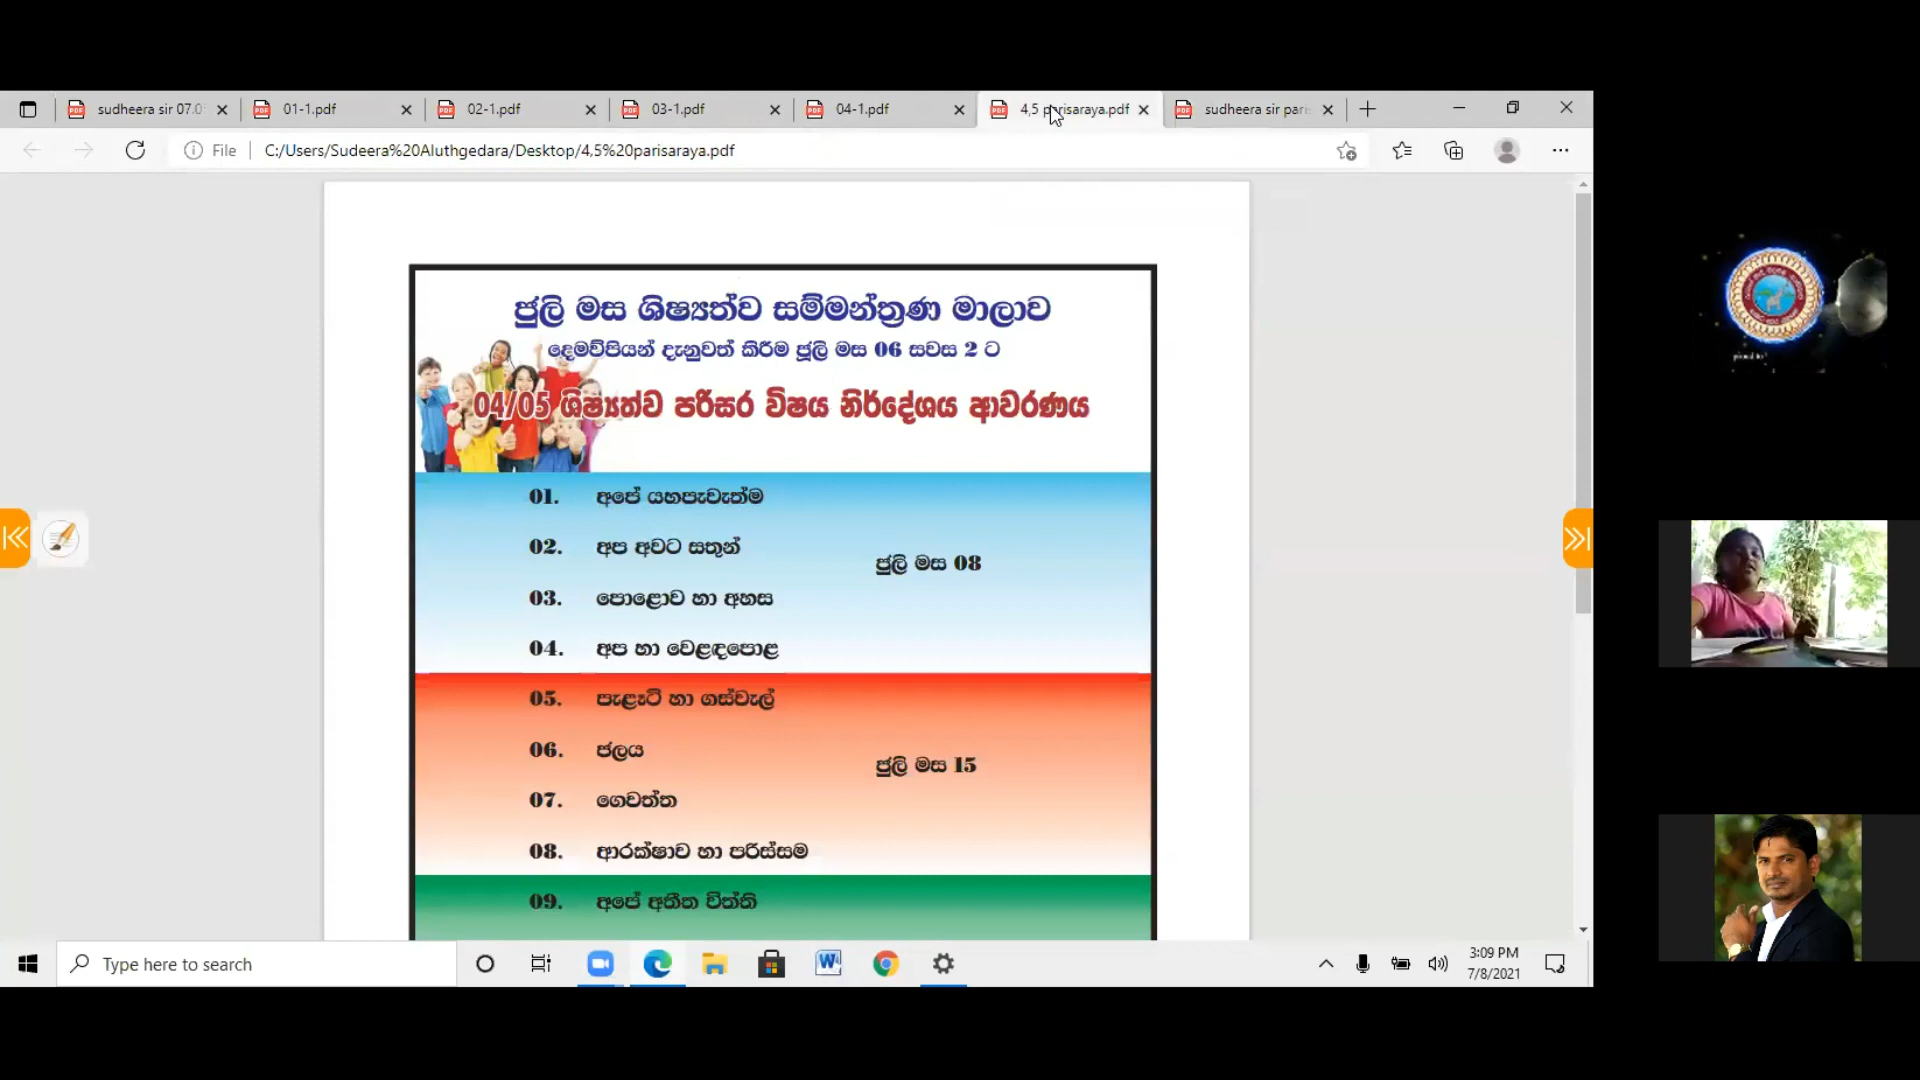 sudheera sir 07.0
01-1.pdf
02-1.pdf
03-1.pdf
04-1.pdf
4,5 parisaraya.pdf
sudheera sir pari
File
C:/Users/Sudeera%20Aluthgedara/Desktop/4,5%20parisaraya.pdf
ජූලි මස ශිෂ්‍යත්ව සම්මන්ත්‍රණ මාලාව
දෙමව්පියන් දැනුවත් කිරීම ජූලි මස 06 සවස 2 ට
04/05 ශිෂ්‍යත්ව පරිසර විෂය නිර්දේශය ආවරණය
01. අපේ යහපැවැත්ම
02. අප අවට සතුන්
ජූලි මස 08
03. පොළොව හා අහස
04. අප හා වෙළඳපොළ
05. පැළෑටි හා ගස්වැල්
06. ජලය
ජූලි මස 15
07. ගෙවත්ත
08. ආරක්ෂාව හා පරිස්සම
09. අපේ අතීත විත්ති
Type here to search
3:09 PM
7/8/2021